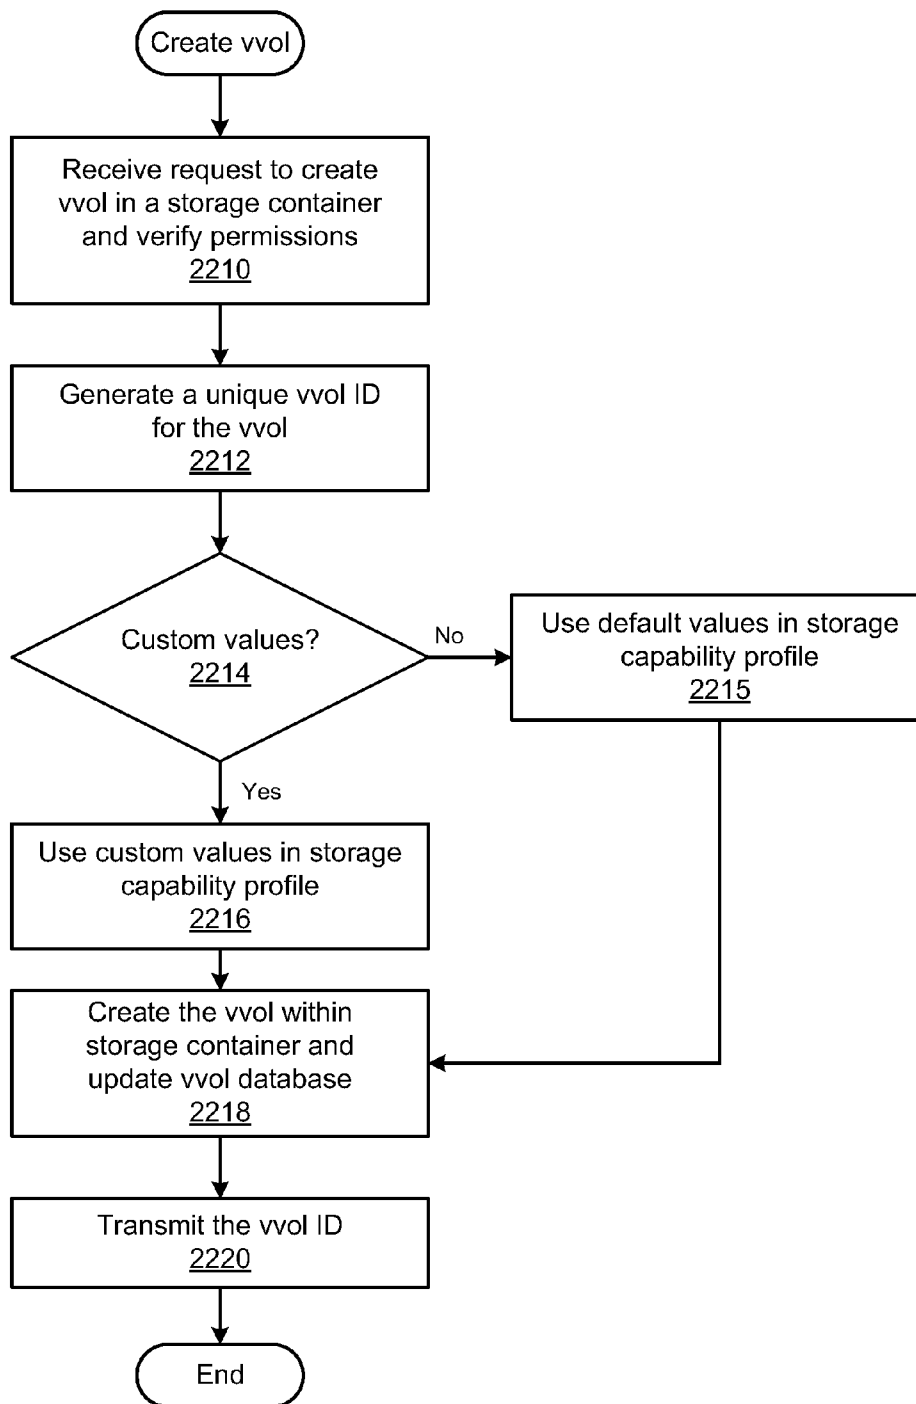 Create vvol
Receive request to create
vvol in a storage container
and verify permissions
2210
Generate a unique vvol ID
for the vvol
2212
Custom values?
2214
No
Use default values in storage
capability profile
2215
Yes
Use custom values in storage
capability profile
2216
Create the vvol within
storage container and
update vvol database
2218
Transmit the vvol ID
2220
End